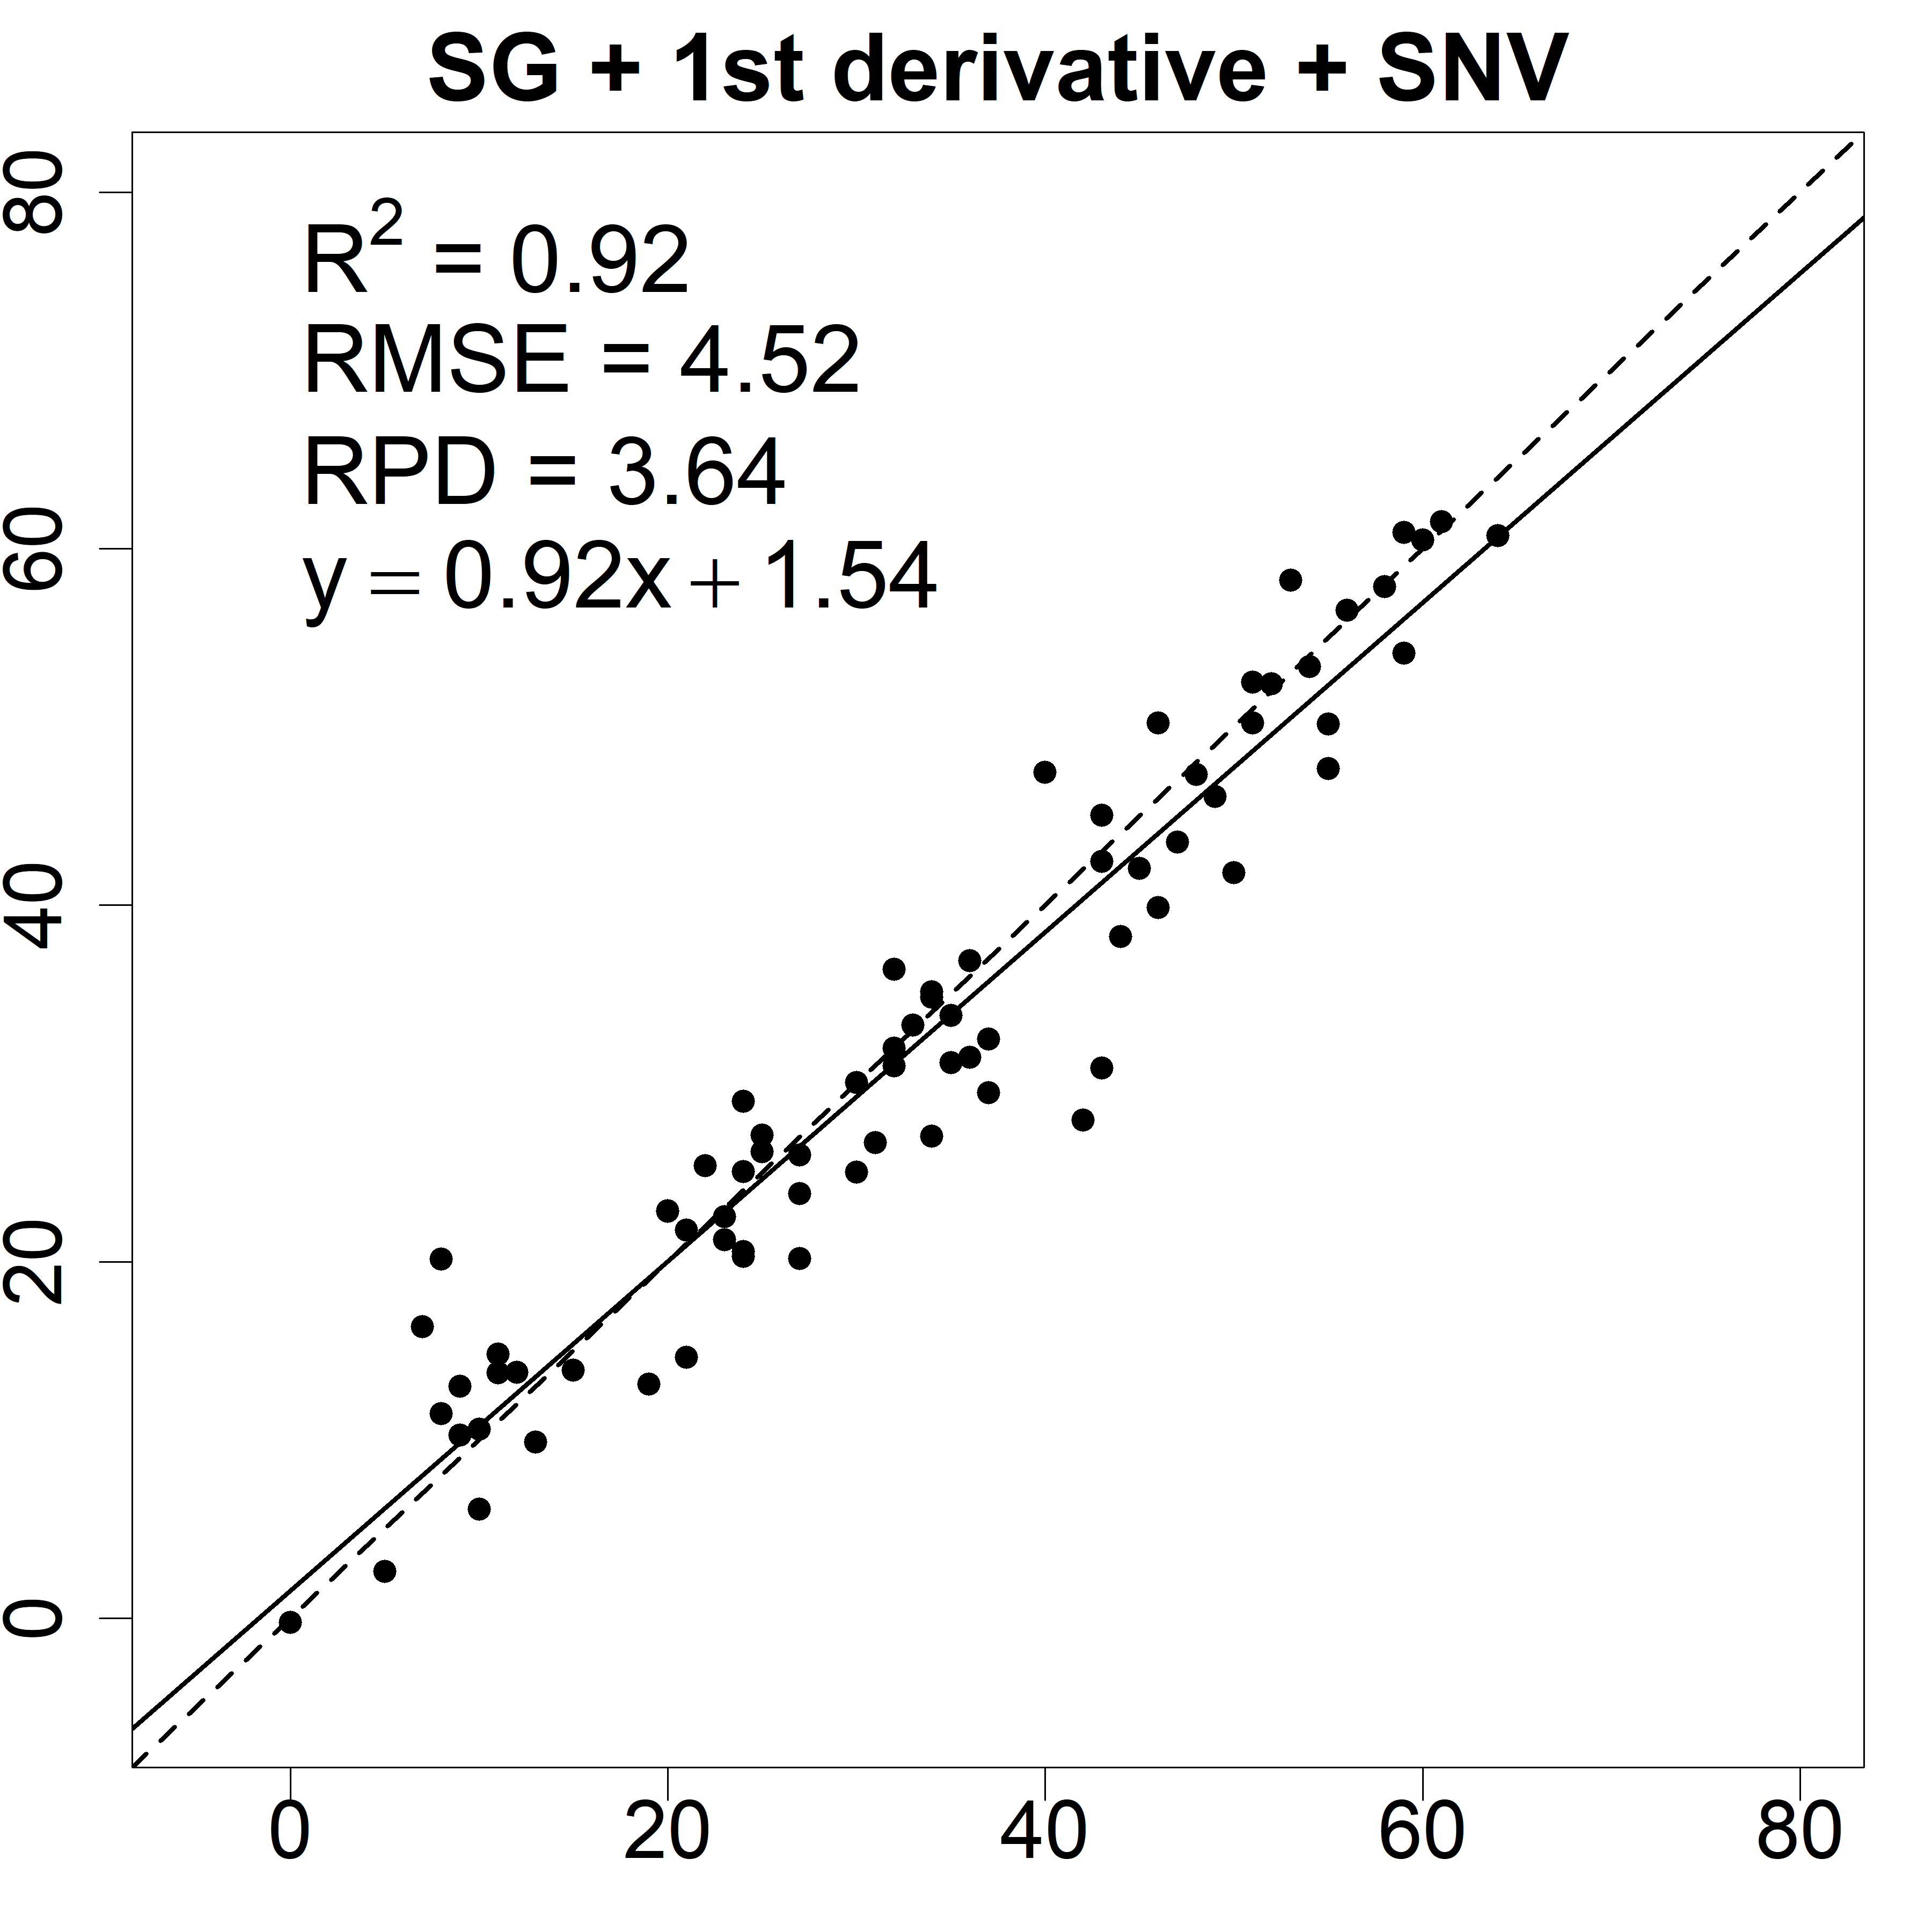 SG + 1st derivative + SNV
R² = 0.92
RMSE = 4.52
RPD = 3.64
y = 0.92x + 1.54
80
60
40
20
0
0 20 40 60 80